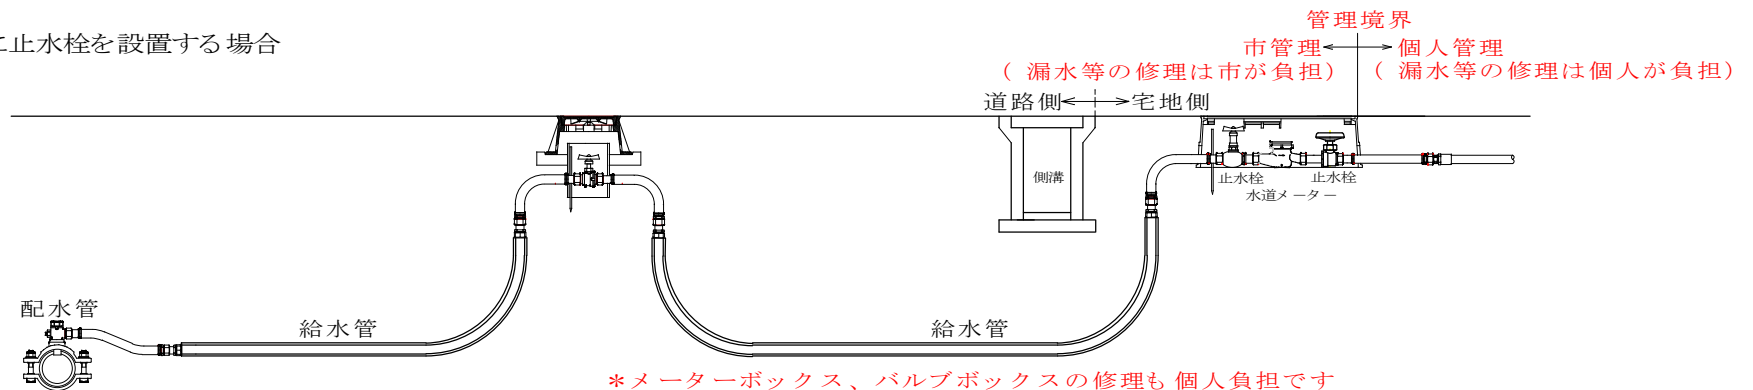 管理境界
に止水栓を設置する場合
市管理 個人管理
(漏水等の修理は市が負担) (漏水等の修理は個人が負担)
道路側 宅地側
側溝
止水栓 止水栓
水道メーター
配水管
給水管 給水管
*メーターボックス、バルブボックスの修理も個人負担です